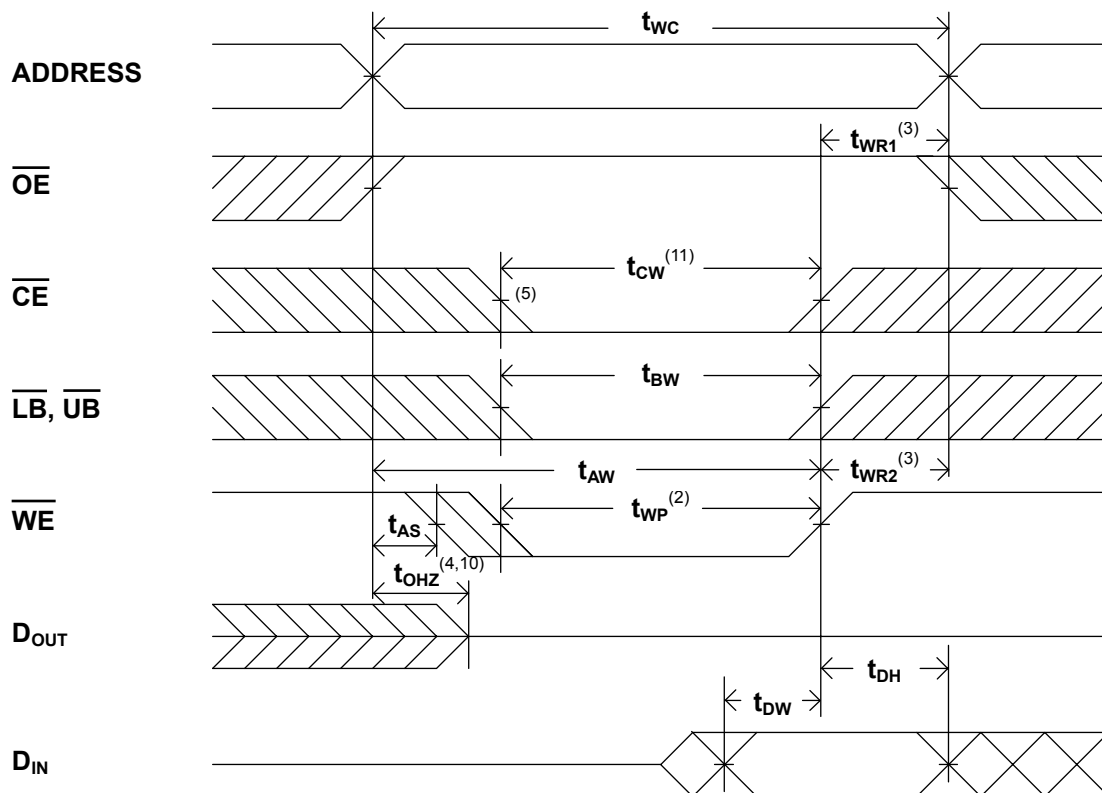 tWC
ADDRESS
tWR1(3)
OE
tCW(11)
CE
(5)
tBW
LB, UB
tAW
tWR2(3)
WE
tWP(2)
tAS
tOHZ(4,10)
DOUT
tDH
tDW
DIN